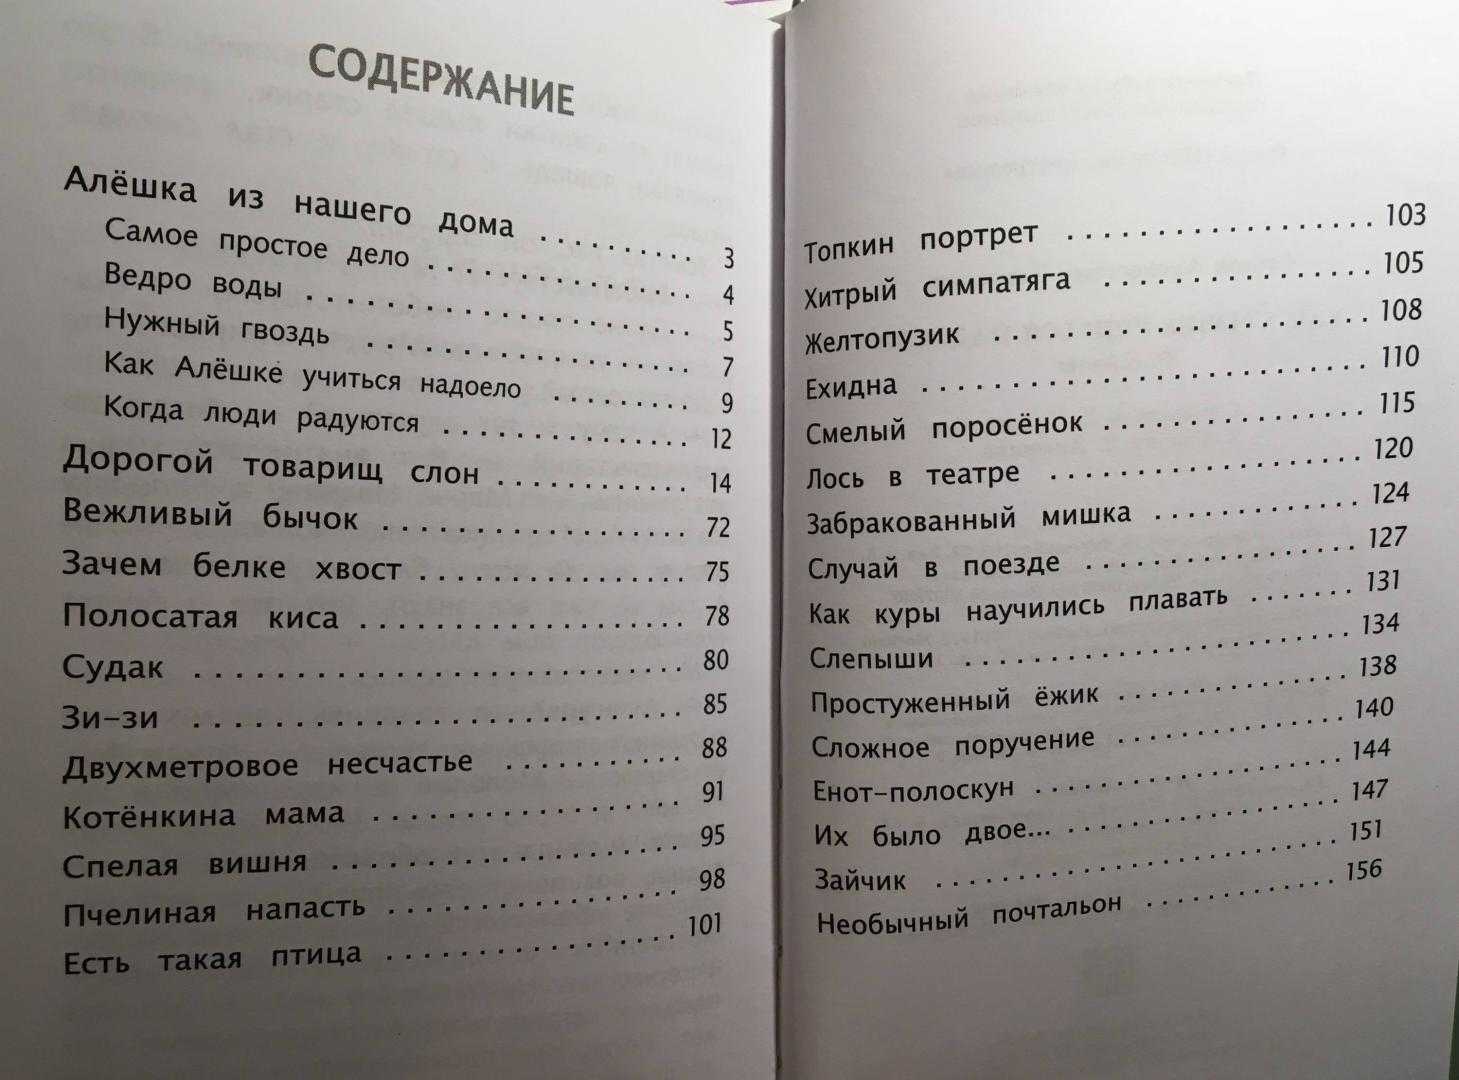 СОДЕРЖАНИЕ
Алёшка из нашего дома . . . . . . . . . . 3
Самое простое дело . . . . . . . . . . . . . . . . 4
Ведро воды . . . . . . . . . . . . . . . . . . . . . . 5
Нужный гвоздь . . . . . . . . . . . . . . . . . . . 7
Как Алёшке учиться надоело . . . . . . . . 9
Когда люди радуются . . . . . . . . . . . . . . . 12
Дорогой товарищ слон . . . . . . . . . . . . 14
Вежливый бычок . . . . . . . . . . . . . . . . . 72
Зачем белке хвост . . . . . . . . . . . . . . . 75
Полосатая киса . . . . . . . . . . . . . . . . . . 78
Судак . . . . . . . . . . . . . . . . . . . . . . . . . . 80
Зи-зи . . . . . . . . . . . . . . . . . . . . . . . . . . 85
Двухметровое несчастье . . . . . . . . . . 88
Котёнкина мама . . . . . . . . . . . . . . . . . 91
Спелая вишня . . . . . . . . . . . . . . . . . . . 95
Пчелиная напасть . . . . . . . . . . . . . . . . 98
Есть такая птица . . . . . . . . . . . . . . . . 101
Топкин портрет . . . . . . . . . . . . . . . . . 103
Хитрый симпатяга . . . . . . . . . . . . . . . 105
Желтопузик . . . . . . . . . . . . . . . . . . . . 108
Ехидна . . . . . . . . . . . . . . . . . . . . . . . . 110
Смелый поросёнок . . . . . . . . . . . . . . 115
Лось в театре . . . . . . . . . . . . . . . . . . 120
Забракованный мишка . . . . . . . . . . . 124
Случай в поезде . . . . . . . . . . . . . . . 127
Как куры научились плавать . . . . . . . 131
Слепыши . . . . . . . . . . . . . . . . . . . . . . 134
Простуженный ёжик . . . . . . . . . . . . . 138
Сложное поручение . . . . . . . . . . . . . 140
Енот-полоскун . . . . . . . . . . . . . . . . . 144
Их было двое... . . . . . . . . . . . . . . . . 147
Зайчик . . . . . . . . . . . . . . . . . . . . . . . 151
Необычный почтальон . . . . . . . . . . . 156